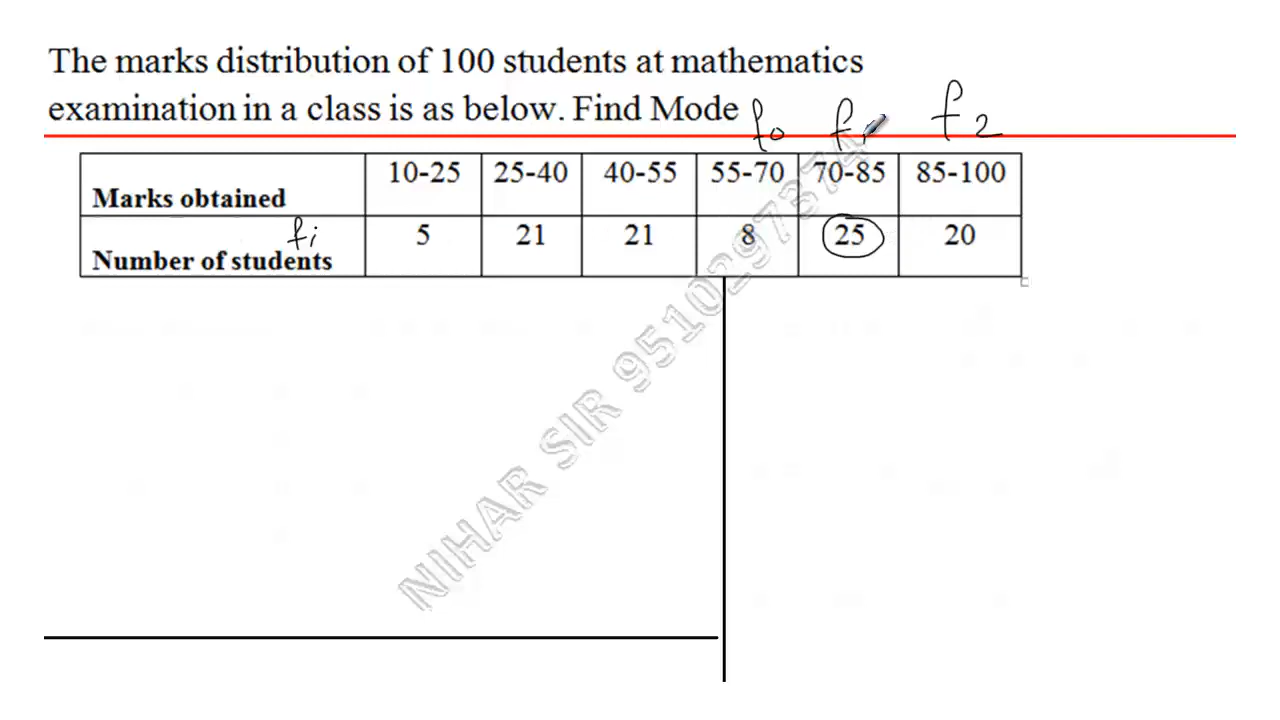 The marks distribution of 100 students at mathematics
examination in a class is as below. Find Mode
f0 f1 f2
Marks obtained 10-25 25-40 40-55 55-70 70-85 85-100
fi
Number of students 5 21 21 8 25 20
NIHAR SIR 9510297374